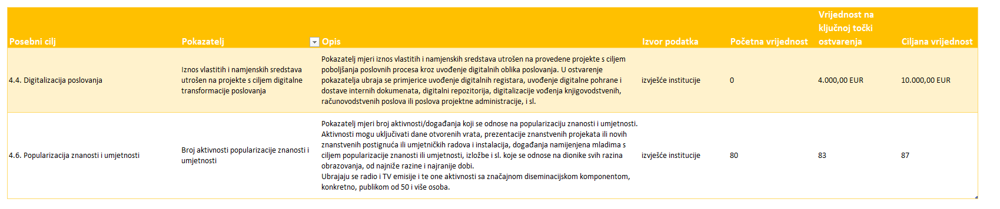 Posebni cilj
Pokazatelj
Opis
Izvor podatka
Početna vrijednost
Vrijednost na
ključnoj točki
ostvarenja
Ciljana vrijednost
4.4. Digitalizacija poslovanja
Iznos vlastitih i namjenskih sredstava
utrošen na projekte s ciljem digitalne
transformacije poslovanja
Pokazatelj mjeri iznos vlastitih i namjenskih sredstava utrošen na provedene projekte s ciljem
poboljšanja poslovnih procesa kroz uvođenje digitalnih oblika poslovanja. U ostvarenje
pokazatelja ubraja se primjerice uvođenje digitalnih registara, uvođenje digitalne pohrane i
dostave internih dokumenata, digitalni repozitorija, digitalizacije vođenja knjigovodstvenih,
računovodstvenih poslova ili poslova projektne administracije, i sl.
izvješće institucije
0
4.000,00 EUR
10.000,00 EUR
4.6. Popularizacija znanosti i umjetnosti
Broj aktivnosti popularizacije znanosti i
umjetnosti
Pokazatelj mjeri broj aktivnosti/događanja koji se odnose na popularizaciju znanosti i umjetnosti.
Aktivnosti mogu uključivati dane otvorenih vrata, prezentacije znanstvenih projekata ili novih
znanstvenih postignuća ili umjetničkih radova i instalacija, događanja namijenjena mladima s
ciljem popularizacije znanosti ili umjetnosti, izložbe i sl. koje se odnose na dionike svih razina
obrazovanja, od najniže razine i najranije dobi.
Ubrajaju se radio i TV emisije i te one aktivnosti sa značajnom diseminacijskom komponentom,
konkretno, publikom od 50 i više osoba.
izvješće institucije
80
83
87